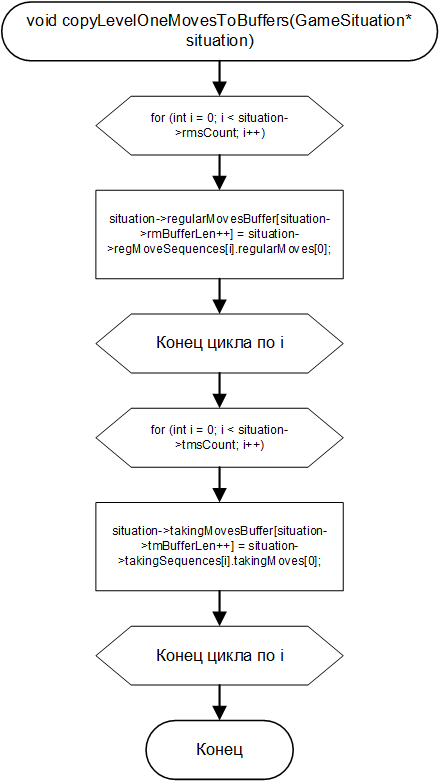 void copyLevelOneMovesToBuffers(GameSituation*
situation)
for (int i = 0; i < situation-
>rmsCount; i++)
situation->regularMovesBuffer[situation-
>rmBufferLen++] = situation-
>regMoveSequences[i].regularMoves[0];
Конец цикла по i
for (int i = 0; i < situation-
>tmsCount; i++)
situation->takingMovesBuffer[situation-
>tmBufferLen++] = situation-
>takingSequences[i].takingMoves[0];
Конец цикла по i
Конец